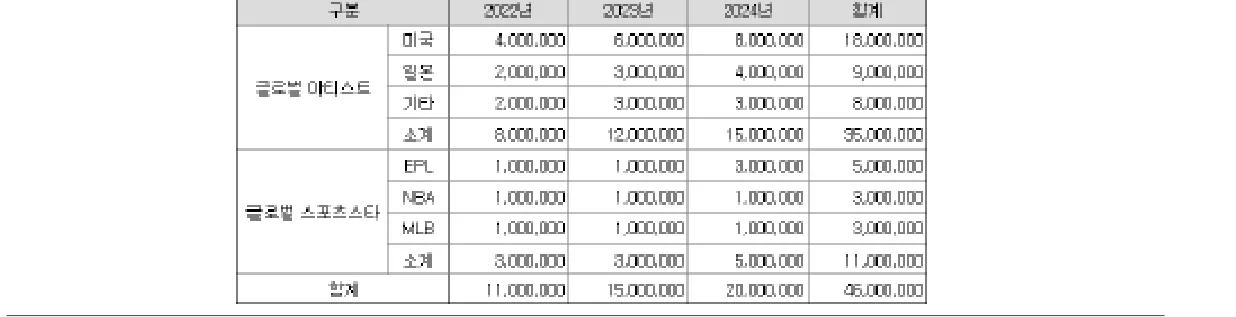 구분 2022년 2023년 2024년 합계
미국 4,000,000 6,000,000 8,000,000 18,000,000
일본 2,000,000 3,000,000 4,000,000 9,000,000
글로벌 아티스트
기타 2,000,000 3,000,000 3,000,000 8,000,000
소계 8,000,000 12,000,000 15,000,000 35,000,000
EPL 1,000,000 1,000,000 3,000,000 5,000,000
NBA 1,000,000 1,000,000 1,000,000 3,000,000
글로벌 스포츠스타
MLB 1,000,000 1,000,000 1,000,000 3,000,000
소계 3,000,000 3,000,000 5,000,000 11,000,000
합계 11,000,000 15,000,000 20,000,000 46,000,000